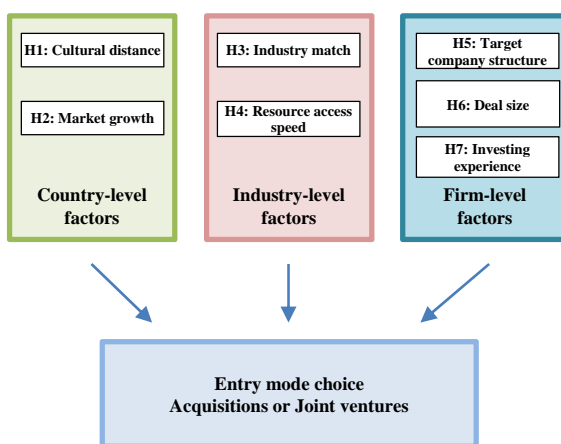 H1: Cultural distance
H2: Market growth
Country-level
factors
H3: Industry match
H4: Resource access
speed
Industry-level
factors
H5: Target
company structure
H6: Deal size
H7: Investing
experience
Firm-level
factors
Entry mode choice
Acquisitions or Joint ventures